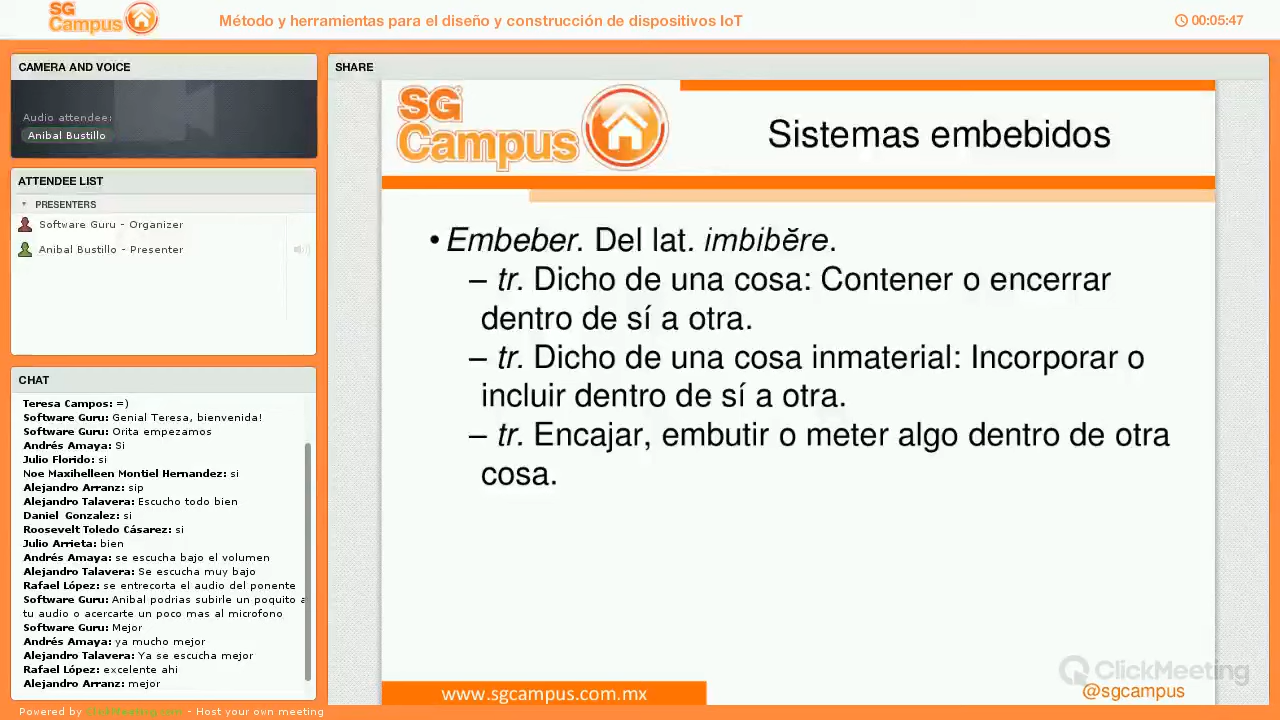 SG
Campus
Método y herramientas para el diseño y construcción de dispositivos IoT
00:05:47
CAMERA AND VOICE
Audio attendee:
Anibal Bustillo
ATTENDEE LIST
PRESENTERS
Software Guru - Organizer
Anibal Bustillo - Presenter
CHAT
Teresa Campos: =)
Software Guru: Genial Teresa, bienvenida!
Software Guru: Orita empezamos
Andrés Amaya: Si
Julio Florido: si
Noe Maxihelleen Montiel Hernandez: si
Alejandro Arranz: sip
Alejandro Talavera: Escucho todo bien
Daniel Gonzalez: si
Roosevelt Toledo Cásarez: si
Julio Arrieta: bien
Andrés Amaya: se escucha bajo el volumen
Alejandro Talavera: Se escucha muy bajo
Rafael López: se entrecorta el audio del ponente
Software Guru: Anibal podrias subirle un poquito a
tu audio o acercarte un poco mas al microfono
Software Guru: Mejor
Andrés Amaya: ya mucho mejor
Alejandro Talavera: Ya se escucha mejor
Rafael López: excelente ahi
Alejandro Arranz: mejor
Powered by ClickMeeting.com - Host your own meeting
SHARE
SG
Campus
Sistemas embebidos
• Embeber. Del lat. imbibĕre.
– tr. Dicho de una cosa: Contener o encerrar
dentro de sí a otra.
– tr. Dicho de una cosa inmaterial: Incorporar o
incluir dentro de sí a otra.
– tr. Encajar, embutir o meter algo dentro de otra
cosa.
ClickMeeting
www.sgcampus.com.mx
@sgcampus